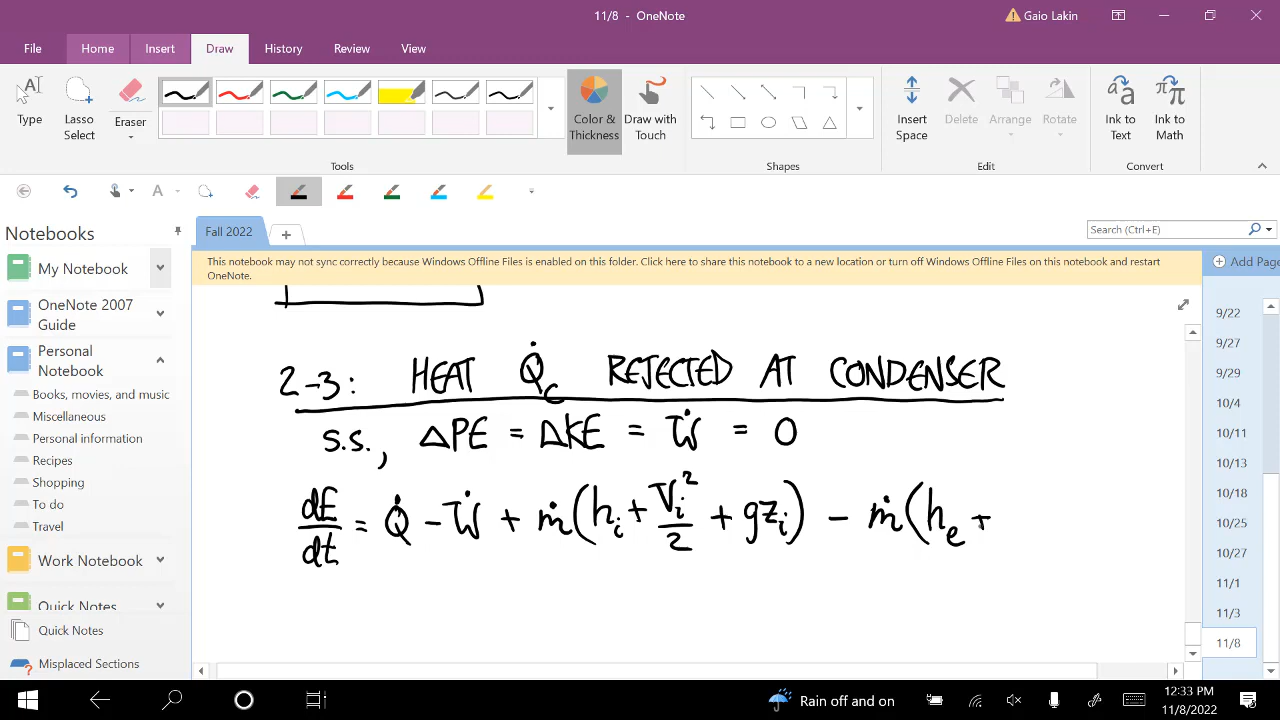 11/8 - OneNote
Gaio Lakin
File Home Insert Draw History Review View
Type
Lasso Select
Eraser
Color & Thickness
Draw with Touch
Insert Space
Delete
Arrange
Rotate
Ink to Text
Ink to Math
Tools
Shapes
Edit
Convert
Notebooks
Fall 2022
Search (Ctrl+E)
This notebook may not sync correctly because Windows Offline Files is enabled on this folder. Click here to share this notebook to a new location or turn off Windows Offline Files on this notebook and restart
OneNote.
Add Page
My Notebook
OneNote 2007 Guide
Personal Notebook
Books, movies, and music
Miscellaneous
Personal information
Recipes
Shopping
To do
Travel
Work Notebook
Quick Notes
Quick Notes
Misplaced Sections
2-3: HEAT Q̇c REJECTED AT CONDENSER
S.S., ΔPE = ΔKE = Ẇ = 0
dE/dt = Q̇ - Ẇ + ṁ(hᵢ + Vᵢ²/2 + gzᵢ) - ṁ(hₑ +
9/22
9/27
9/29
10/4
10/11
10/13
10/18
10/25
10/27
11/1
11/3
11/8
Rain off and on
12:33 PM
11/8/2022